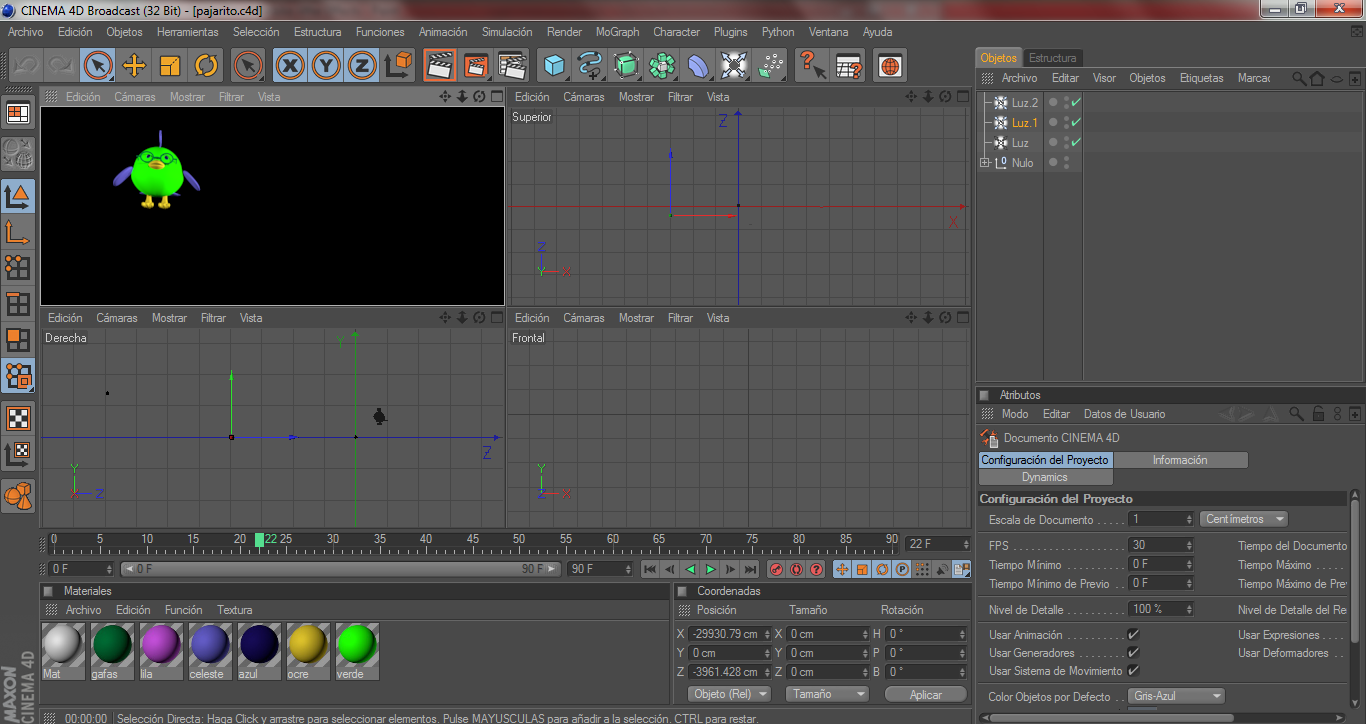 CINEMA 4D Broadcast (32 Bit) - [pajarito.c4d]
Archivo Edición Objetos Herramientas Selección Estructura Funciones Animación Simulación Render MoGraph Character Plugins Python Ventana Ayuda
X Y Z
Objetos Estructura
Archivo Editar Visor Objetos Etiquetas Marcac
Luz.2
Luz.1
Luz
Nulo
Edición Cámaras Mostrar Filtrar Vista
Edición Cámaras Mostrar Filtrar Vista
Superior
Z
X
Z
Y X
Edición Cámaras Mostrar Filtrar Vista
Edición Cámaras Mostrar Filtrar Vista
Derecha
Frontal
Y
Z
Y
Z
Y
Z X
Atributos
Modo Editar Datos de Usuario
Documento CINEMA 4D
Configuración del Proyecto Información
Dynamics
Configuración del Proyecto
Escala de Documento . . . . . 1 Centímetros
FPS 30 Tiempo del Documento
Tiempo Mínimo 0 F Tiempo Máximo
Tiempo Mínimo de Previo 0 F Tiempo Máximo de Prev
Nivel de Detalle 100 % Nivel de Detalle del Re
Usar Animación Usar Expresiones
Usar Generadores Usar Deformadores
Usar Sistema de Movimiento
Color Objetos por Defecto Gris-Azul
0 5 10 15 20 22 25 30 35 40 45 50 55 60 65 70 75 80 85 90 22 F
0 F 0 F 90 F 90 F
Materiales
Archivo Edición Función Textura
Mat gafas lila celeste azul ocre verde
Coordenadas
Posición Tamaño Rotación
X -29930.79 cm X 0 cm H 0 °
Y 0 cm Y 0 cm P 0 °
Z -3961.428 cm Z 0 cm B 0 °
Objeto (Rel) Tamaño Aplicar
MAXON
CINEMA 4D
00:00:00 Selección Directa: Haga Click y arrastre para seleccionar elementos. Pulse MAYUSCULAS para añadir a la selección. CTRL para restar.